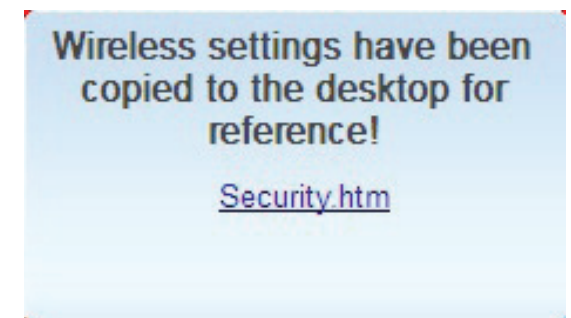 Wireless settings have been
copied to the desktop for
reference!
Security.htm